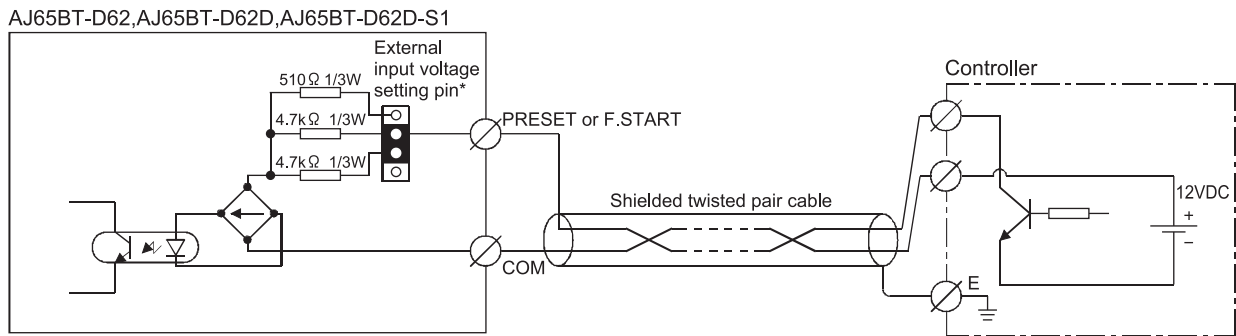 AJ65BT-D62,AJ65BT-D62D,AJ65BT-D62D-S1
External
input voltage
setting pin*
510Ω 1/3W
4.7kΩ 1/3W
4.7kΩ 1/3W
PRESET or F.START
COM
Shielded twisted pair cable
Controller
12VDC
+
−
E